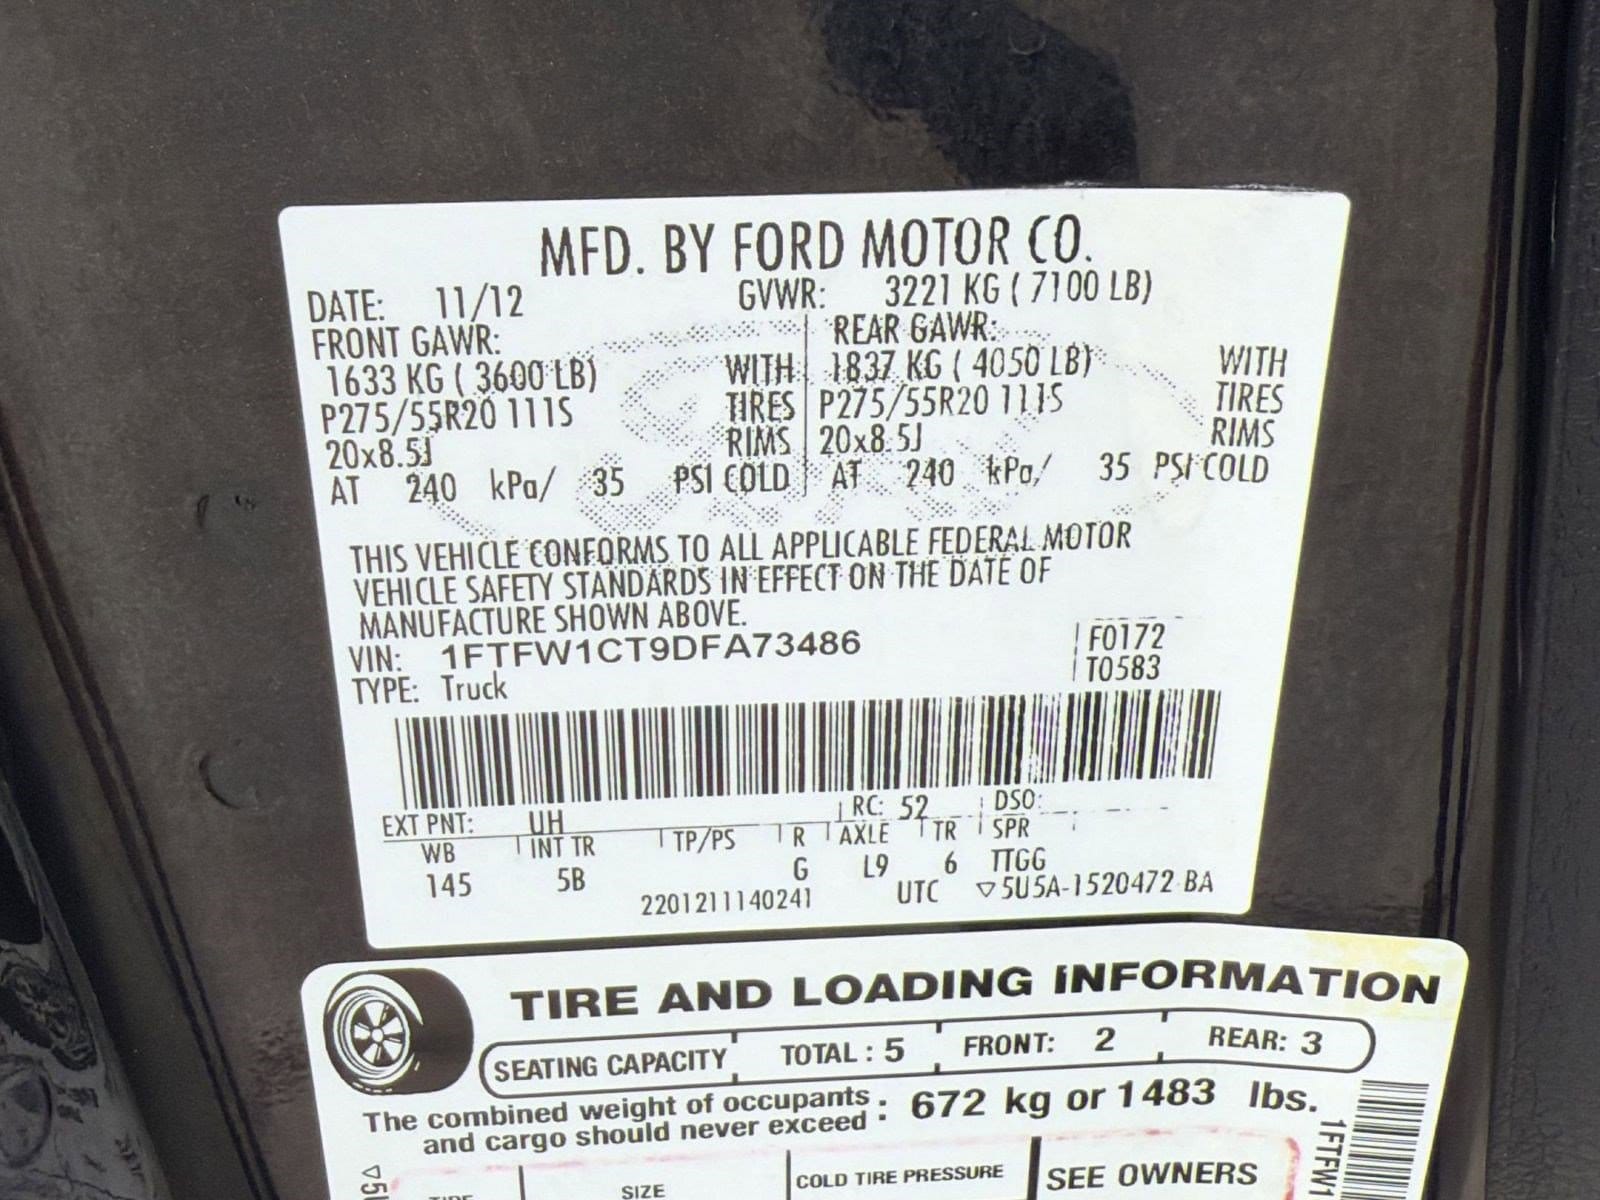 MFD. BY FORD MOTOR CO.
DATE: 11/12 GVWR: 3221 KG ( 7100 LB)
FRONT GAWR: REAR GAWR:
1633 KG ( 3600 LB) WITH 1837 KG ( 4050 LB) WITH
P275/55R20 111S TIRES P275/55R20 111S TIRES
20x8.5J RIMS 20x8.5J RIMS
AT 240 kPa/ 35 PSI COLD AT 240 kPa/ 35 PSI COLD
THIS VEHICLE CONFORMS TO ALL APPLICABLE FEDERAL MOTOR
VEHICLE SAFETY STANDARDS IN EFFECT ON THE DATE OF
MANUFACTURE SHOWN ABOVE.
VIN: 1FTFW1CT9DFA73486 F0172
TYPE: Truck T0583
EXT PNT: UH RC: 52 DSO:
WB INT TR TP/PS R AXLE TR SPR
145 5B G L9 6 TTGG
2201211140241 UTC ▽5U5A-1520472 BA
TIRE AND LOADING INFORMATION
SEATING CAPACITY TOTAL : 5 FRONT: 2 REAR: 3
The combined weight of occupants : 672 kg or 1483 lbs.
and cargo should never exceed
SIZE COLD TIRE PRESSURE SEE OWNERS
1FTFW1
▽5U